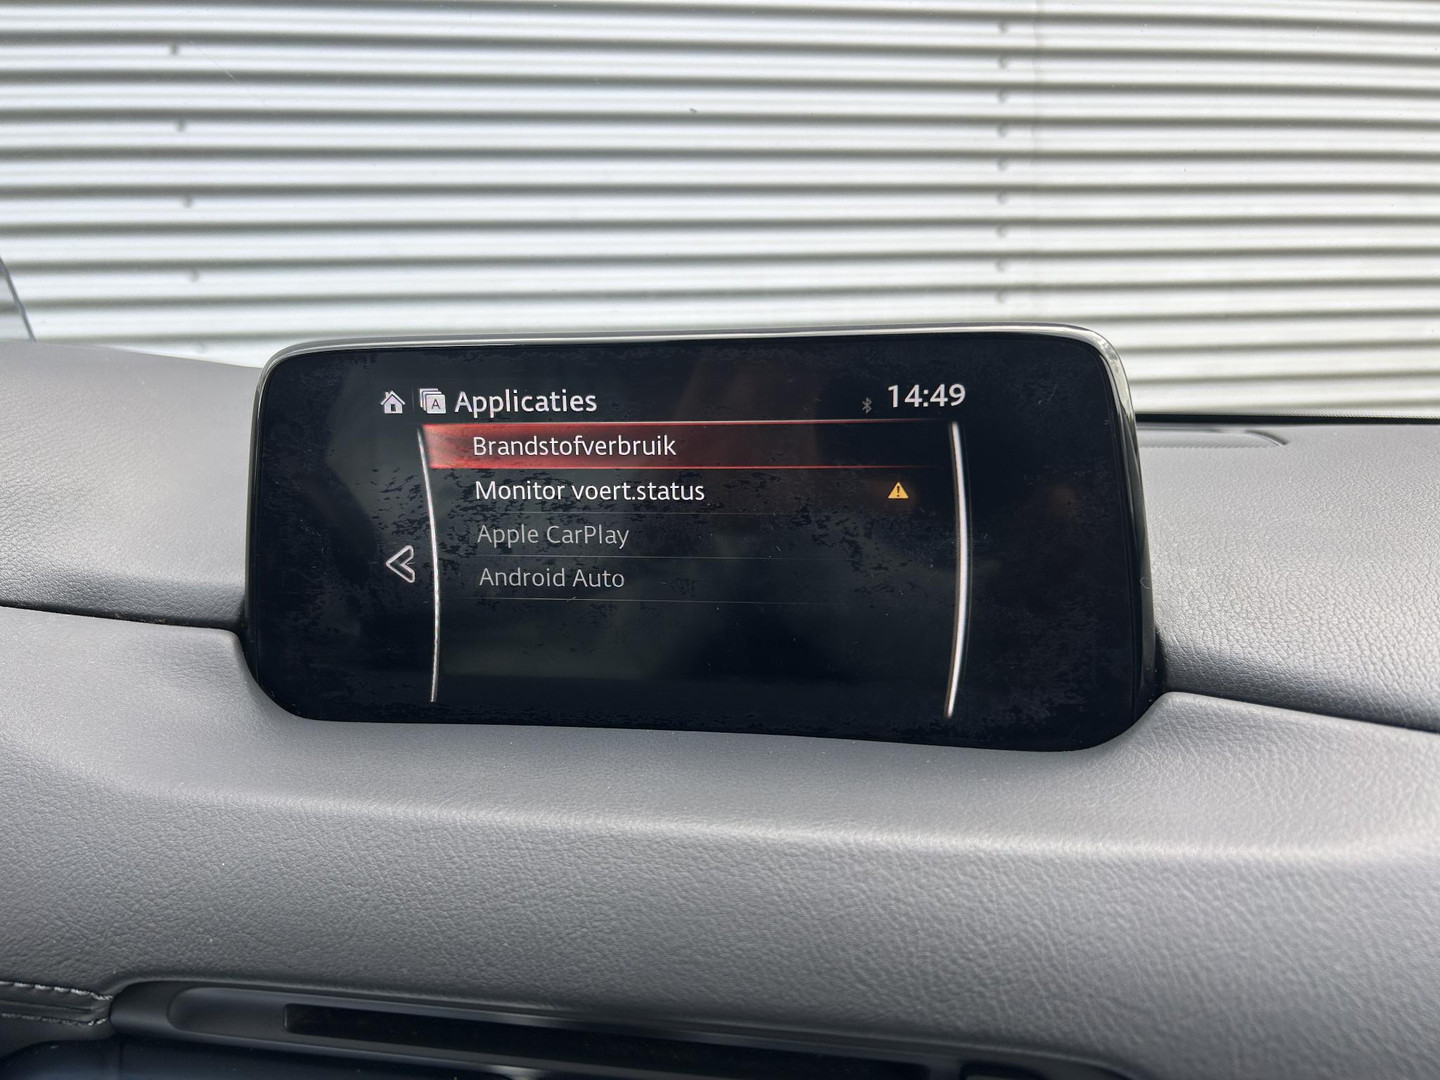 Applicaties 14:49
Brandstofverbruik
Monitor voert.status
Apple CarPlay
Android Auto